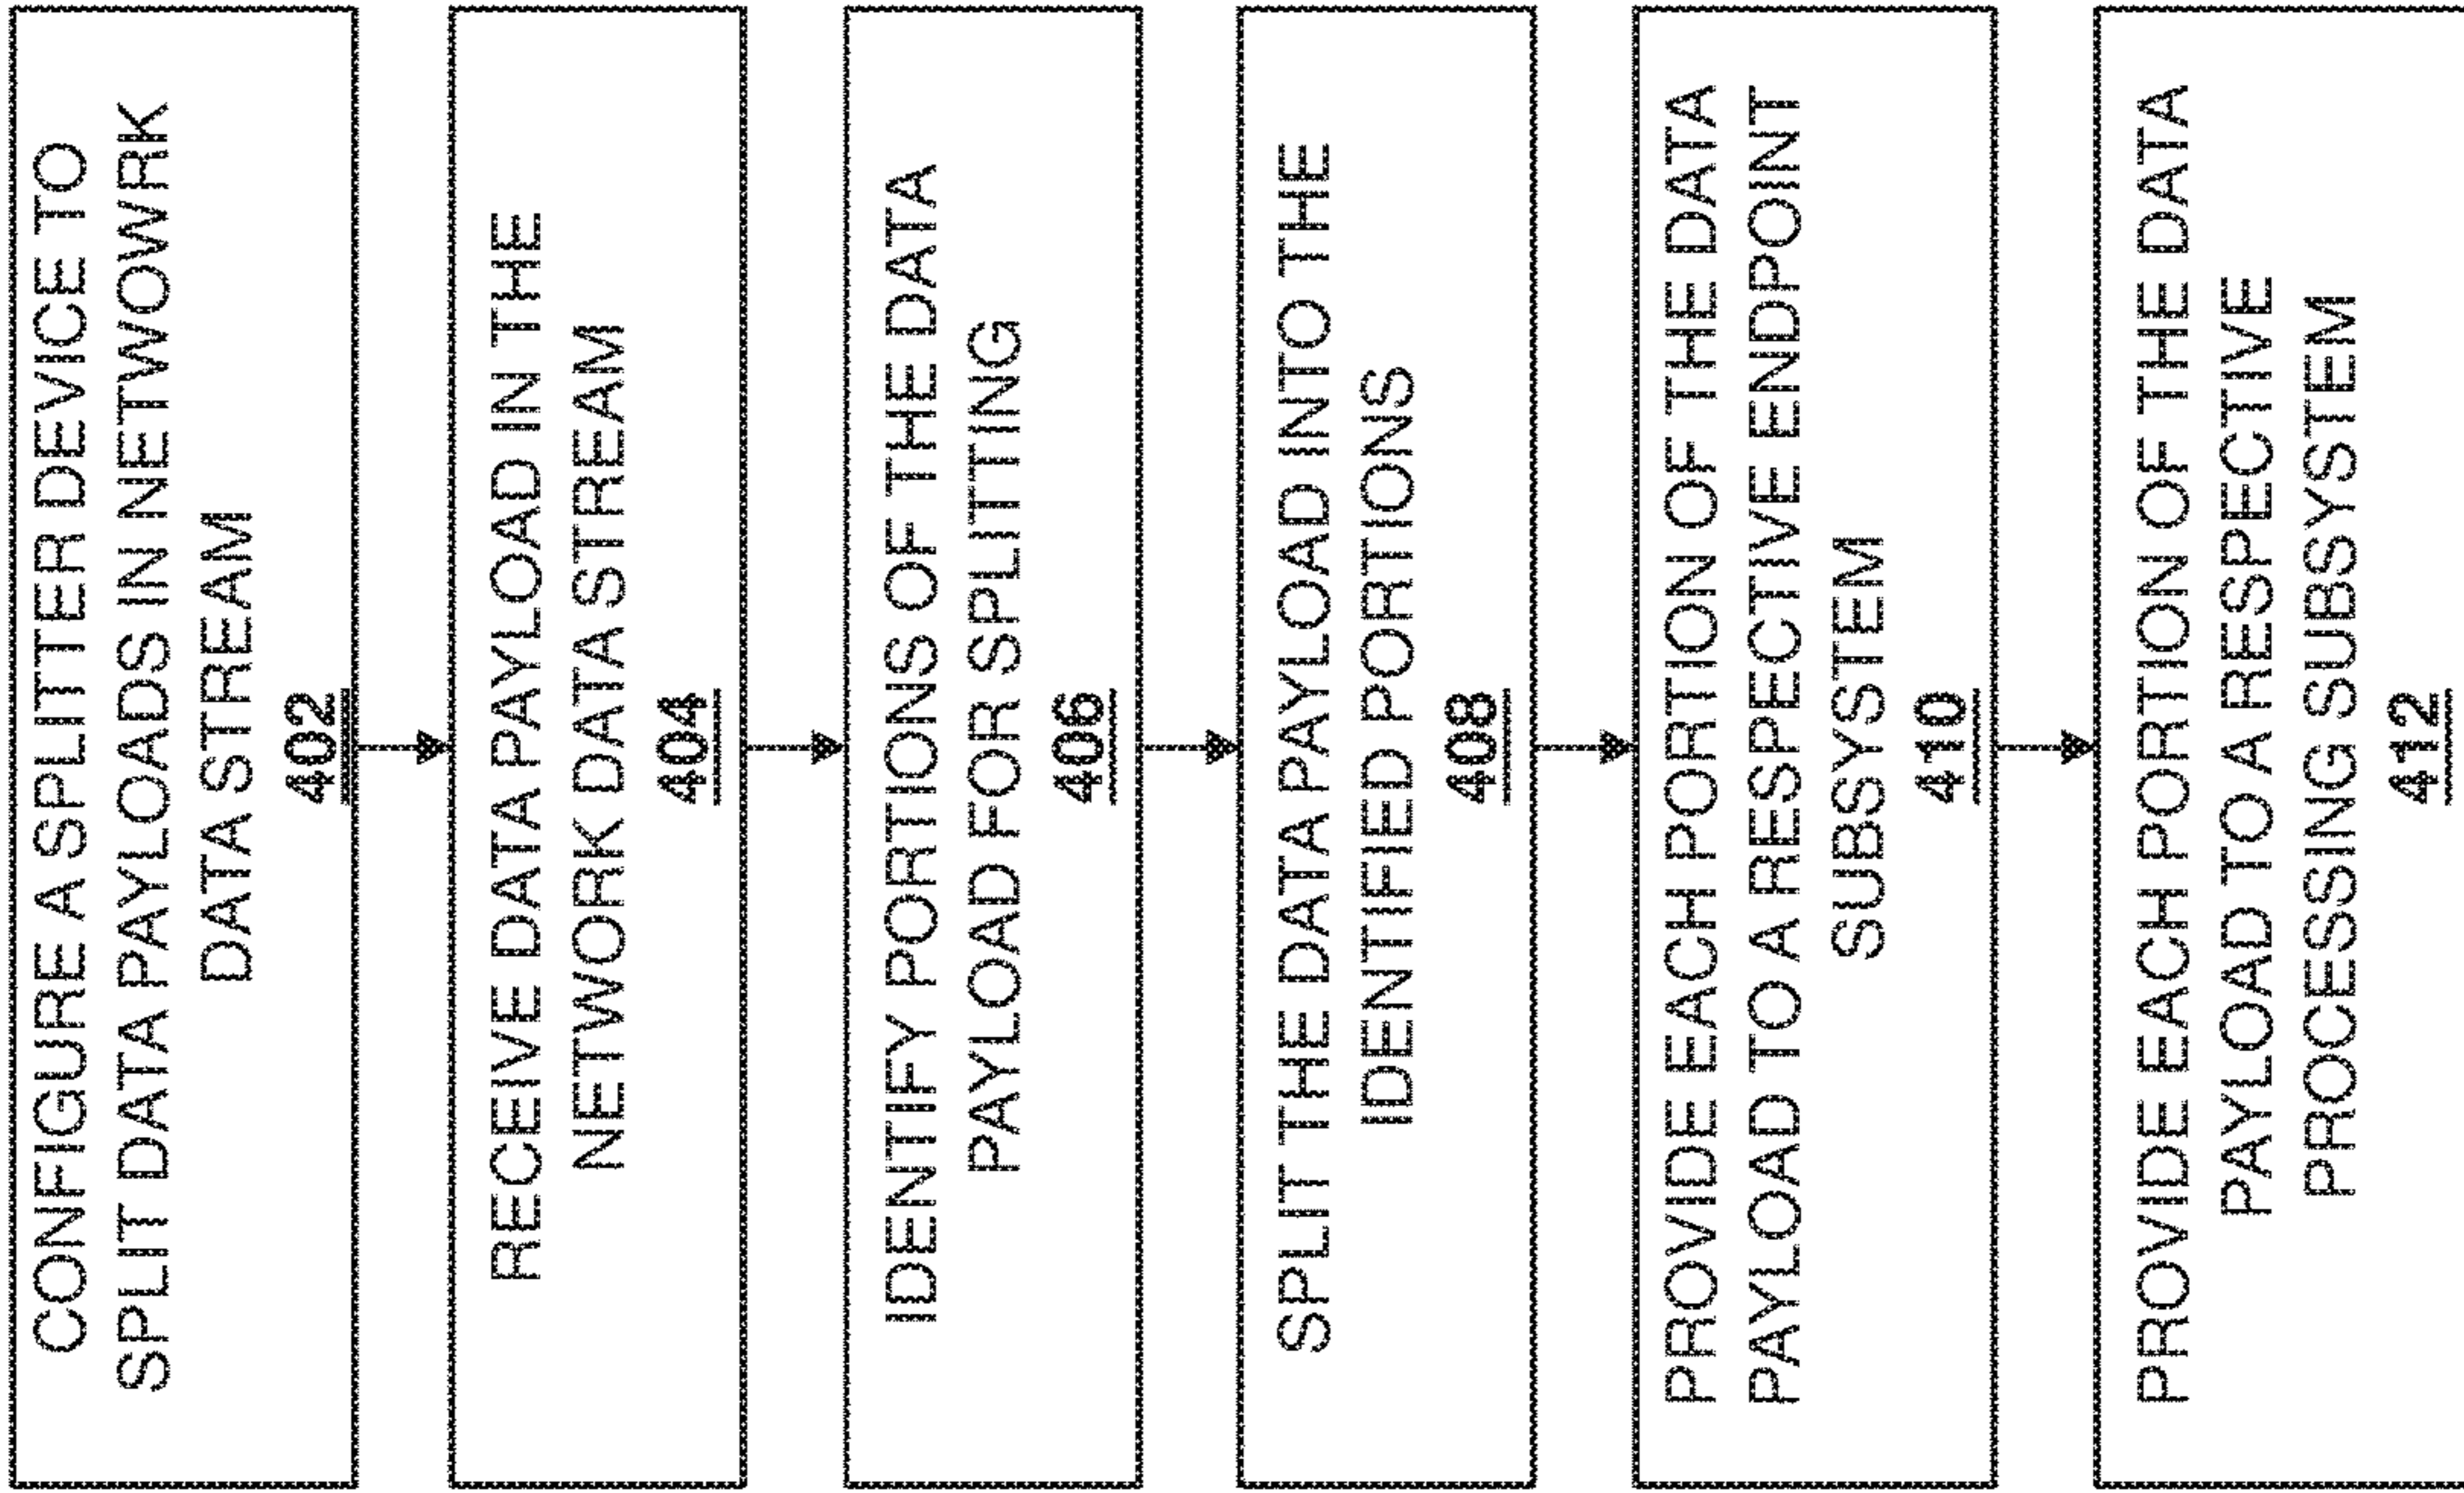 CONFIGURE A SPLITTER DEVICE TO
SPLIT DATA PAYLOADS IN NETWORK
DATA STREAM
402
RECEIVE DATA PAYLOAD IN THE
NETWORK DATA STREAM
404
IDENTIFY PORTIONS OF THE DATA
PAYLOAD FOR SPLITTING
406
SPLIT THE DATA PAYLOAD INTO THE
IDENTIFIED PORTIONS
408
PROVIDE EACH PORTION OF THE DATA
PAYLOAD TO A RESPECTIVE ENDPOINT
SUBSYSTEM
410
PROVIDE EACH PORTION OF THE DATA
PAYLOAD TO A RESPECTIVE
PROCESSING SUBSYSTEM
412